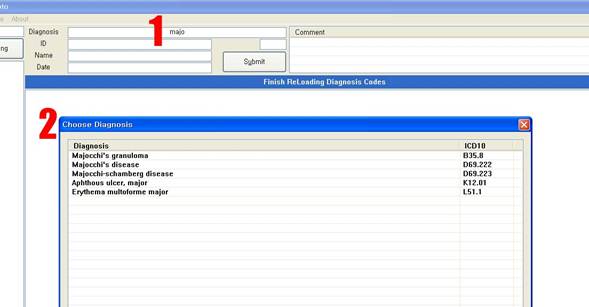 oto
e About
Diagnosis majo
ID
ng
Name
Date
Submit
Comment
1
Finish ReLoading Diagnosis Codes
2
Choose Diagnosis
Diagnosis ICD10
Majocchi's granuloma B35.8
Majocchi's disease D69.222
Majocchi-schamberg disease D69.223
Aphthous ulcer, major K12.01
Erythema multoforme major L51.1